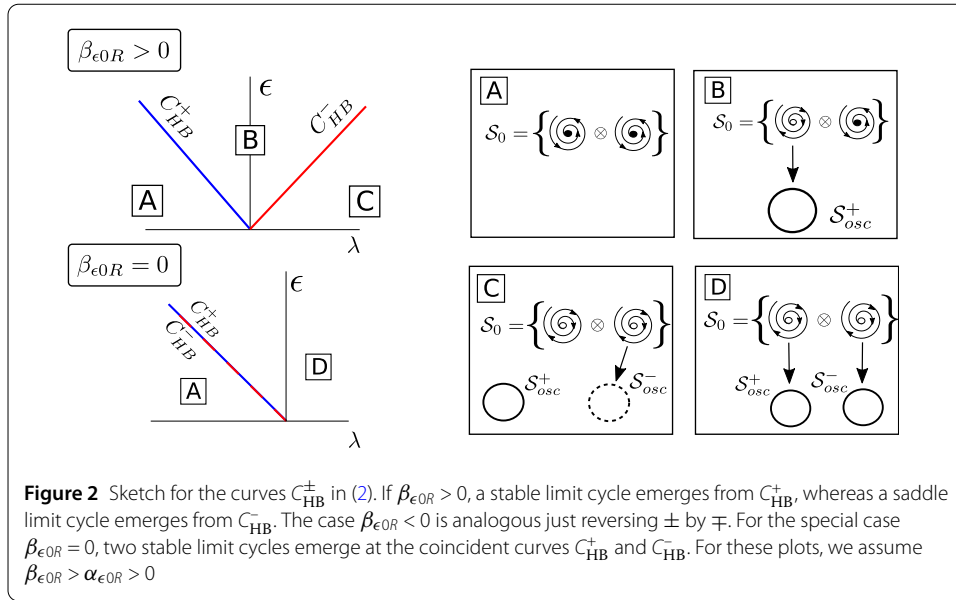 β_{ϵ0R} > 0
ϵ
C^+_{HB}
C^-_{HB}
B
A
C
λ
β_{ϵ0R} = 0
ϵ
C^+_{HB}
C^-_{HB}
D
A
λ
A
S_0 = { ⊗ }
B
S_0 = { ⊗ }
S^+_{osc}
C
S_0 = { ⊗ }
S^+_{osc}
S^-_{osc}
D
S_0 = { ⊗ }
S^+_{osc}
S^-_{osc}
Figure 2 Sketch for the curves C^±_{HB} in (2). If β_{ϵ0R} > 0, a stable limit cycle emerges from C^+_{HB}, whereas a saddle
limit cycle emerges from C^-_{HB}. The case β_{ϵ0R} < 0 is analogous just reversing ± by ∓. For the special case
β_{ϵ0R} = 0, two stable limit cycles emerge at the coincident curves C^+_{HB} and C^-_{HB}. For these plots, we assume
β_{ϵ0R} > α_{ϵ0R} > 0